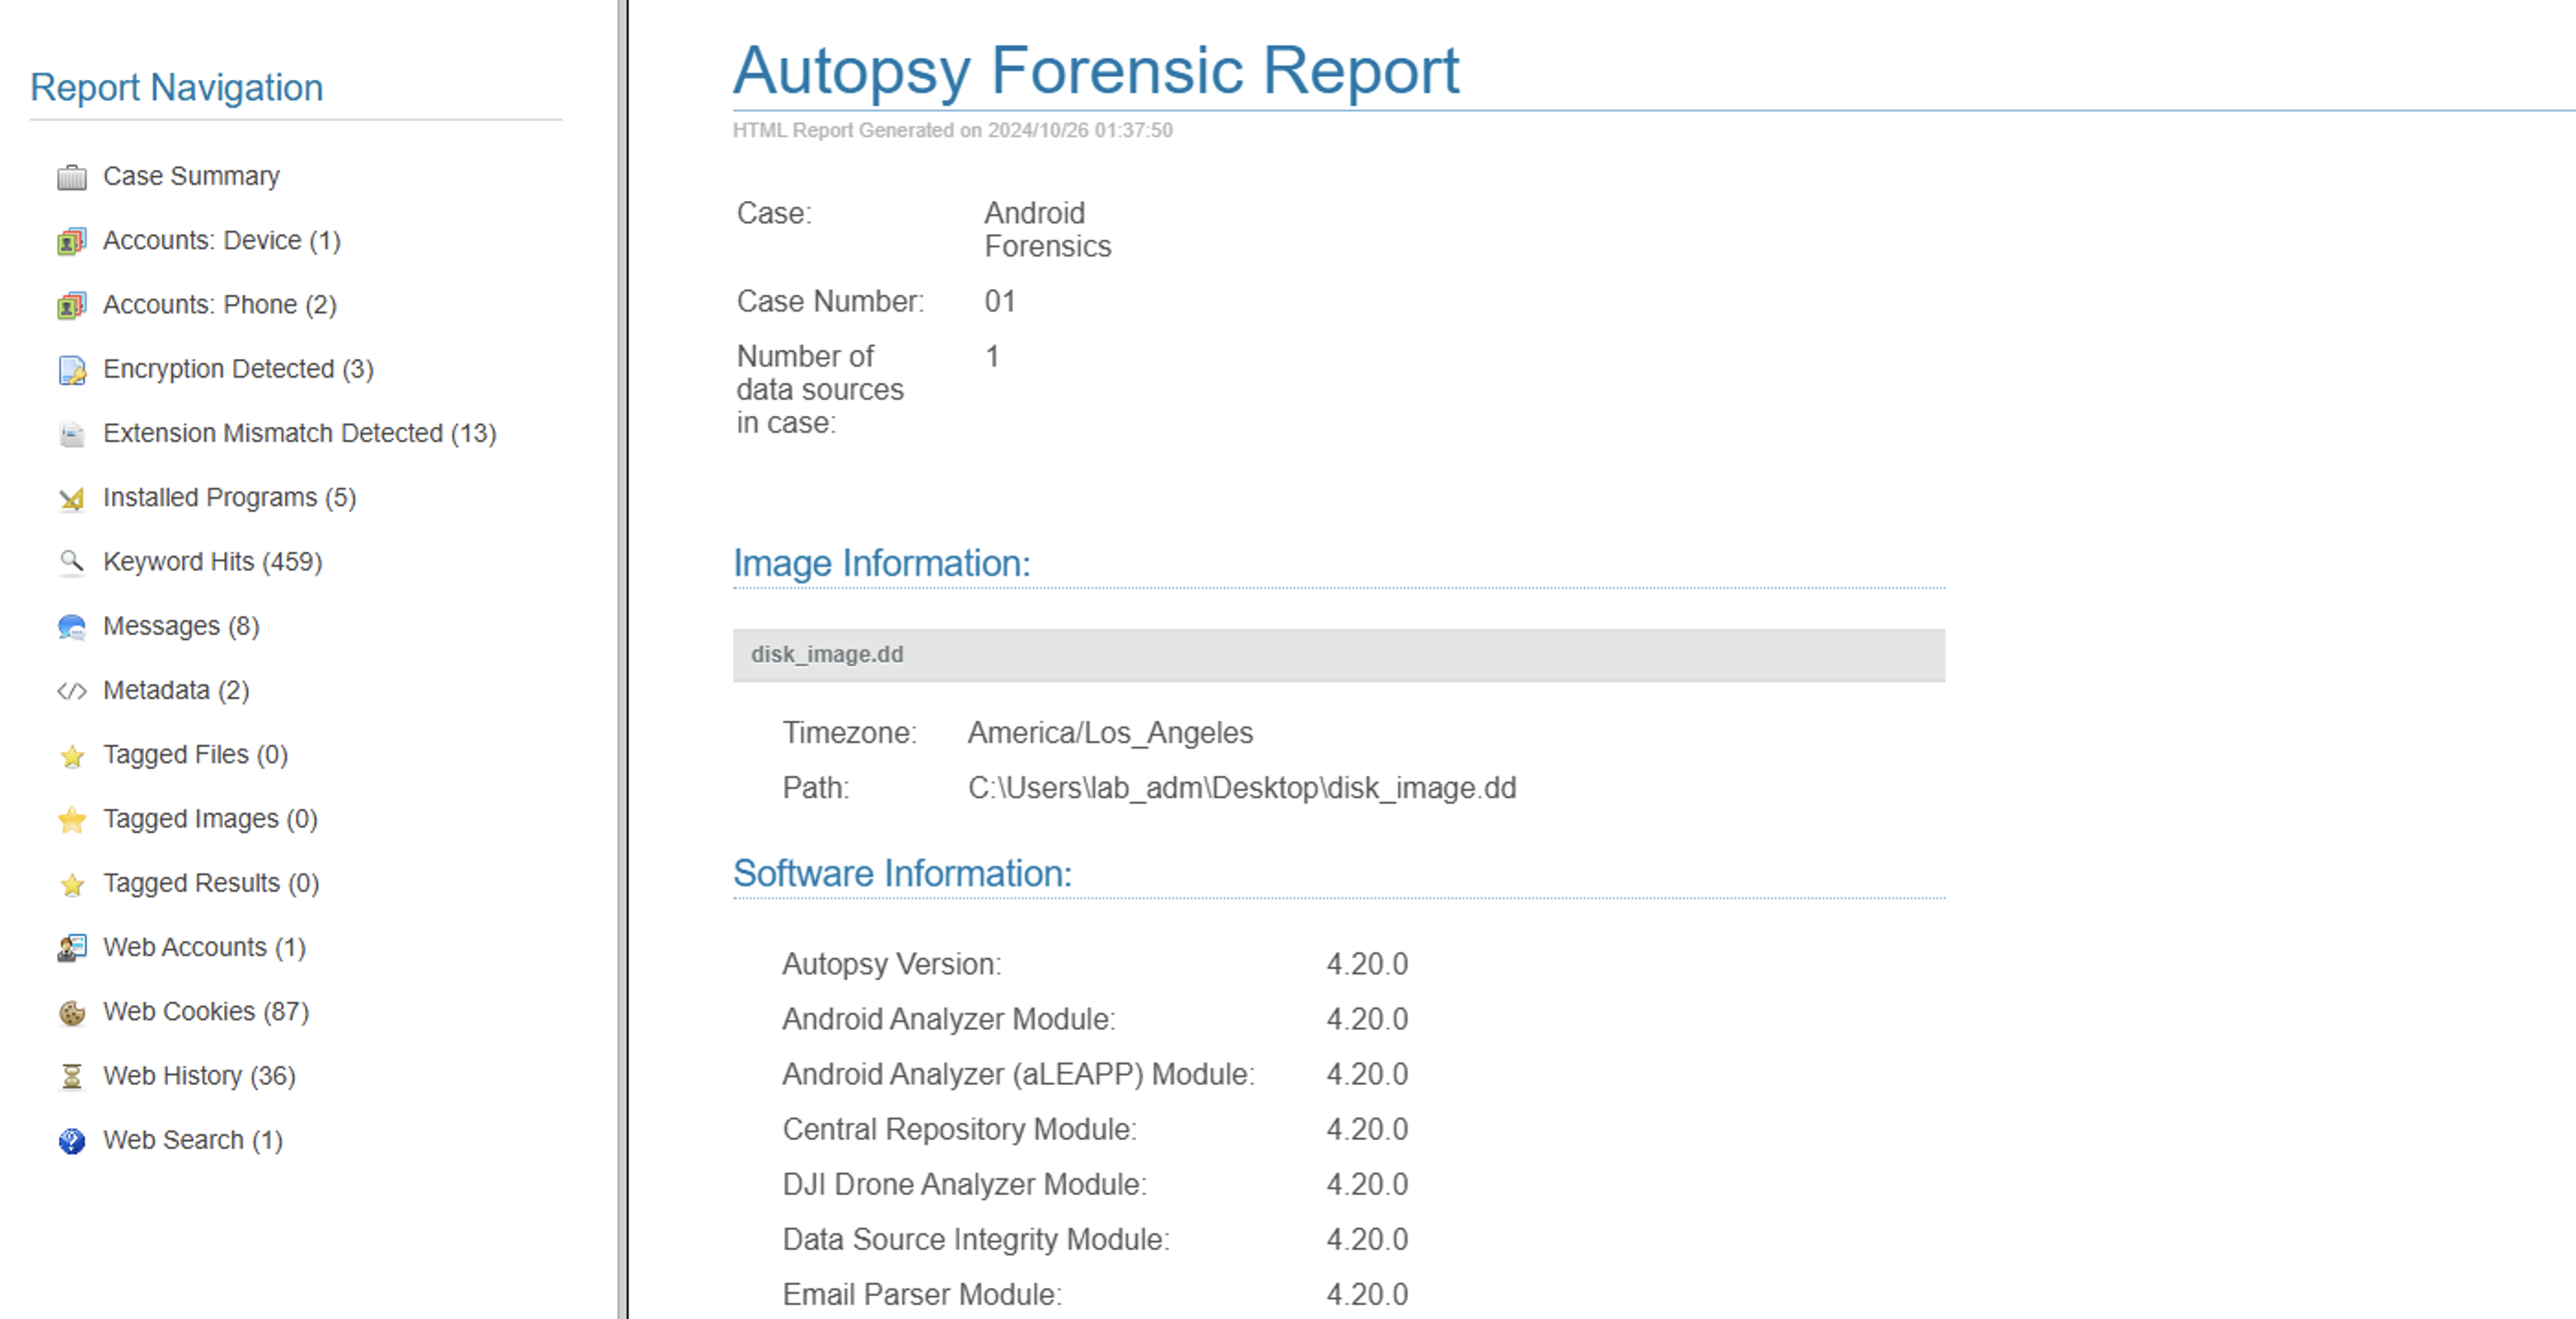 Report Navigation
Case Summary
Accounts: Device (1)
Accounts: Phone (2)
Encryption Detected (3)
Extension Mismatch Detected (13)
Installed Programs (5)
Keyword Hits (459)
Messages (8)
Metadata (2)
Tagged Files (0)
Tagged Images (0)
Tagged Results (0)
Web Accounts (1)
Web Cookies (87)
Web History (36)
Web Search (1)
Autopsy Forensic Report
HTML Report Generated on 2024/10/26 01:37:50
Case: Android
Forensics
Case Number: 01
Number of 1
data sources
in case:
Image Information:
disk_image.dd
Timezone: America/Los_Angeles
Path: C:\Users\lab_adm\Desktop\disk_image.dd
Software Information:
Autopsy Version: 4.20.0
Android Analyzer Module: 4.20.0
Android Analyzer (aLEAPP) Module: 4.20.0
Central Repository Module: 4.20.0
DJI Drone Analyzer Module: 4.20.0
Data Source Integrity Module: 4.20.0
Email Parser Module: 4.20.0